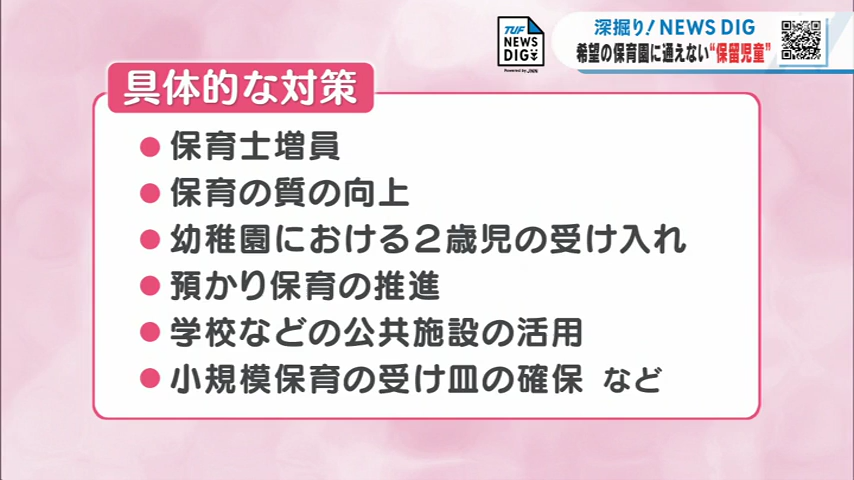 TUF
NEWS
DIG
Powered by JNN
深掘り!NEWS DIG
希望の保育園に通えない“保留児童”
具体的な対策
●保育士増員
●保育の質の向上
●幼稚園における2歳児の受け入れ
●預かり保育の推進
●学校などの公共施設の活用
●小規模保育の受け皿の確保 など